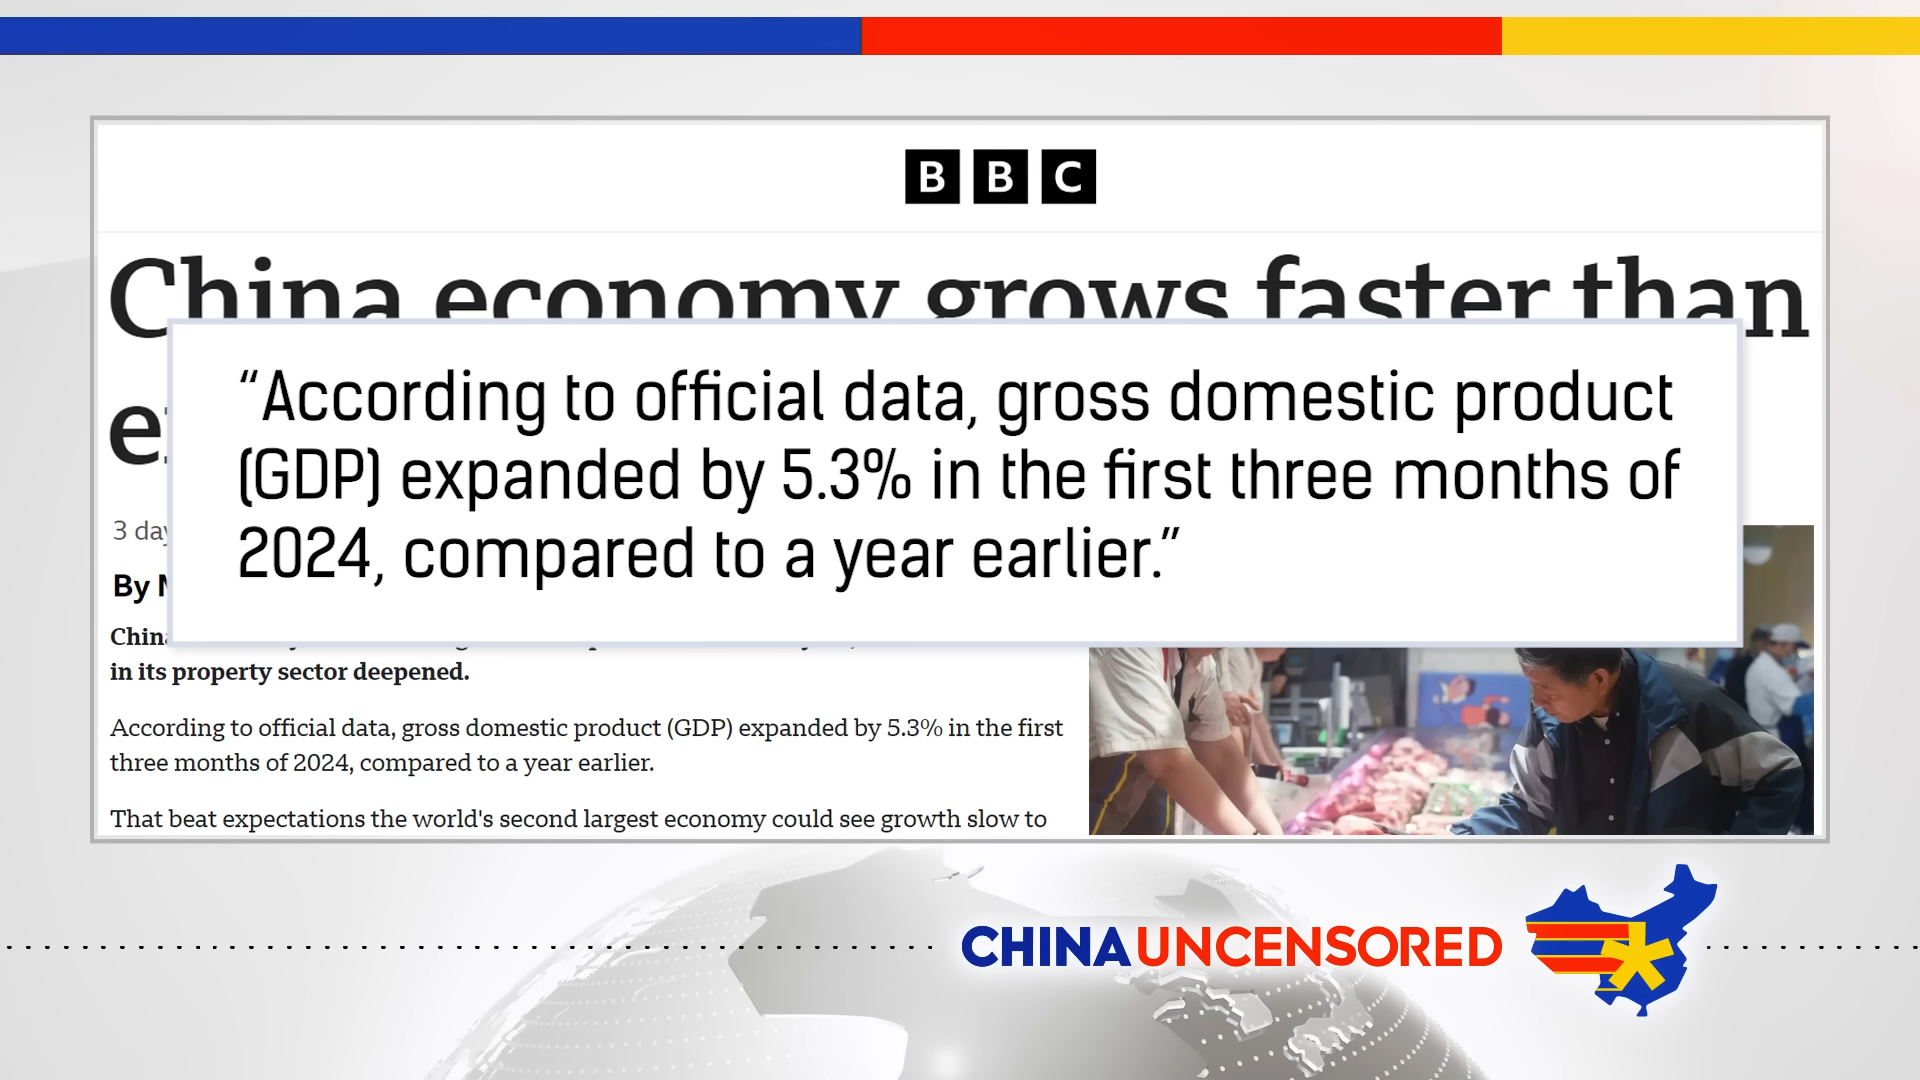 BBC
China economy grows faster than
“According to official data, gross domestic product
(GDP) expanded by 5.3% in the first three months of
2024, compared to a year earlier.”
3
By
in its property sector deepened.
According to official data, gross domestic product (GDP) expanded by 5.3% in the first
three months of 2024, compared to a year earlier.
That beat expectations the world's second largest economy could see growth slow to
CHINA UNCENSORED